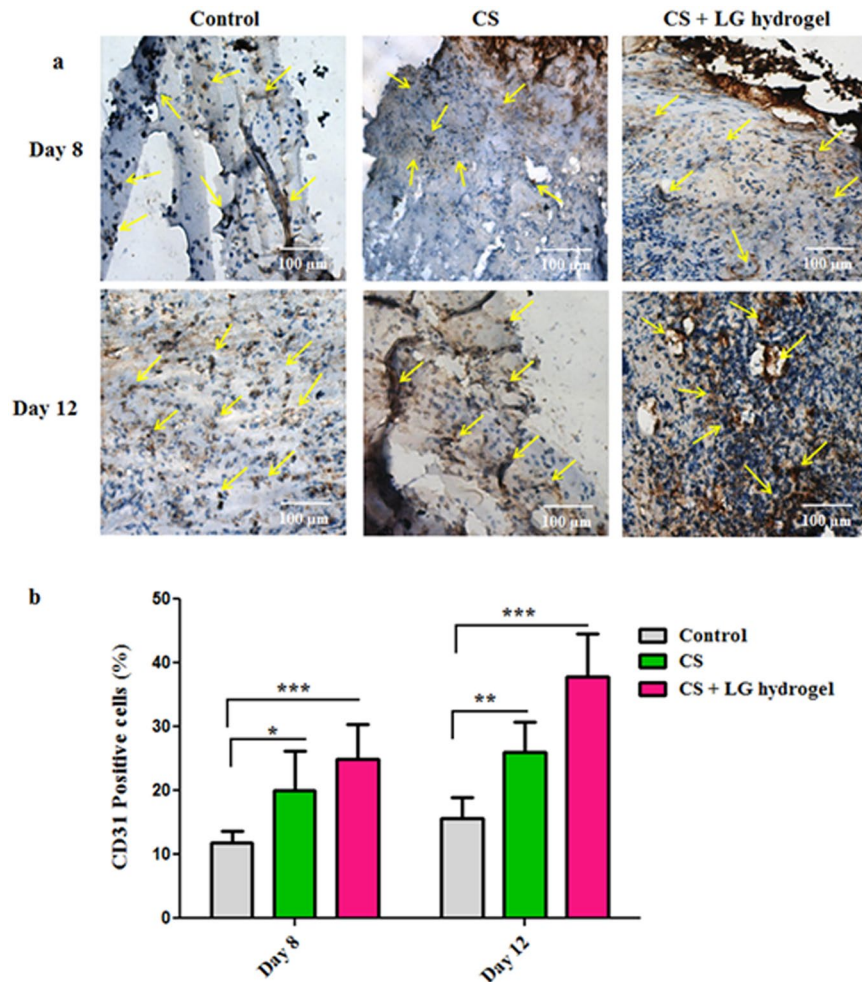 Control CS CS + LG hydrogel
a
Day 8
100 µm 100 µm 100 µm
Day 12
100 µm 100 µm 100 µm
b
50
40
30
20
10
0
CD31 Positive cells (%)
*** 
* 
***
**
Control
CS
CS + LG hydrogel
Day 8 Day 12